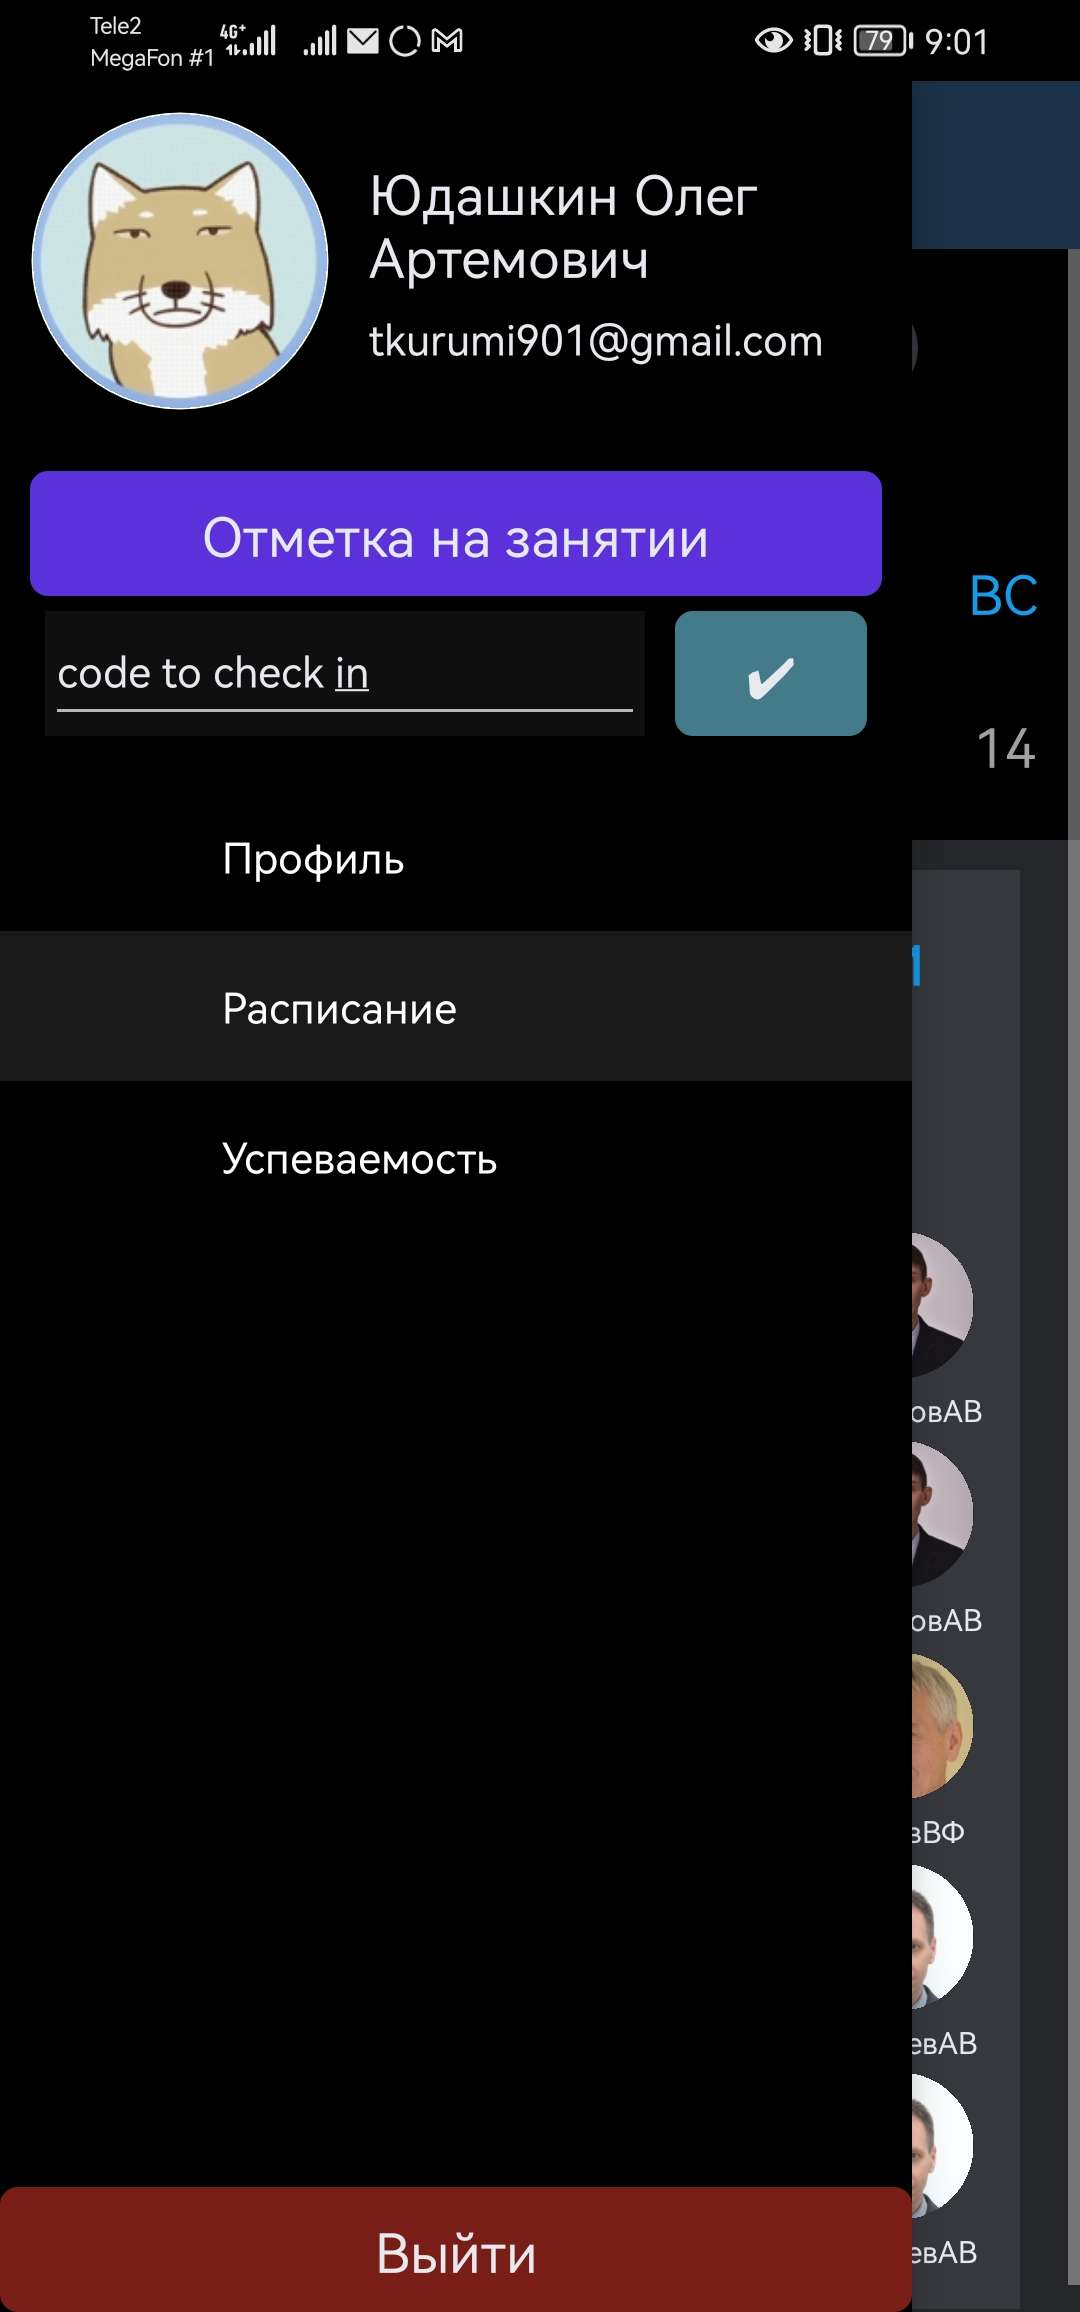 Tele2
MegaFon #1
4G+
79
9:01
Юдашкин Олег
Артемович
tkurumi901@gmail.com
Отметка на занятии
ВС
code to check in
✔
14
Профиль
Расписание
Успеваемость
овАВ
овАВ
вВФ
евАВ
евАВ
Выйти